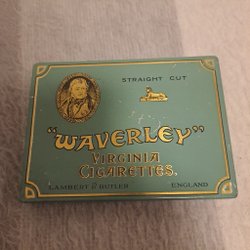 STRAIGHT CUT
"WAVERLEY"
VIRGINIA
CIGARETTES.
LAMBERT & BUTLER ENGLAND